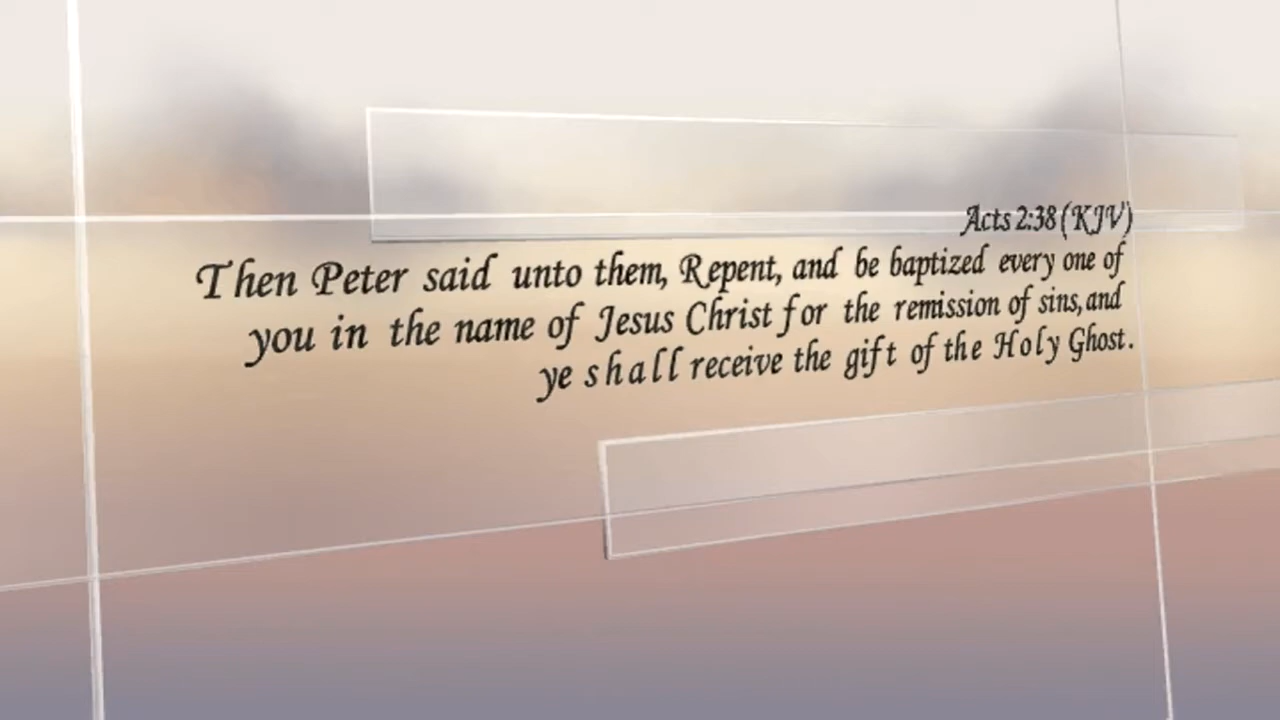 Acts 2:38 (KJV)
Then Peter said unto them, Repent, and be baptized every one of
you in the name of Jesus Christ for the remission of sins, and
ye shall receive the gift of the Holy Ghost.